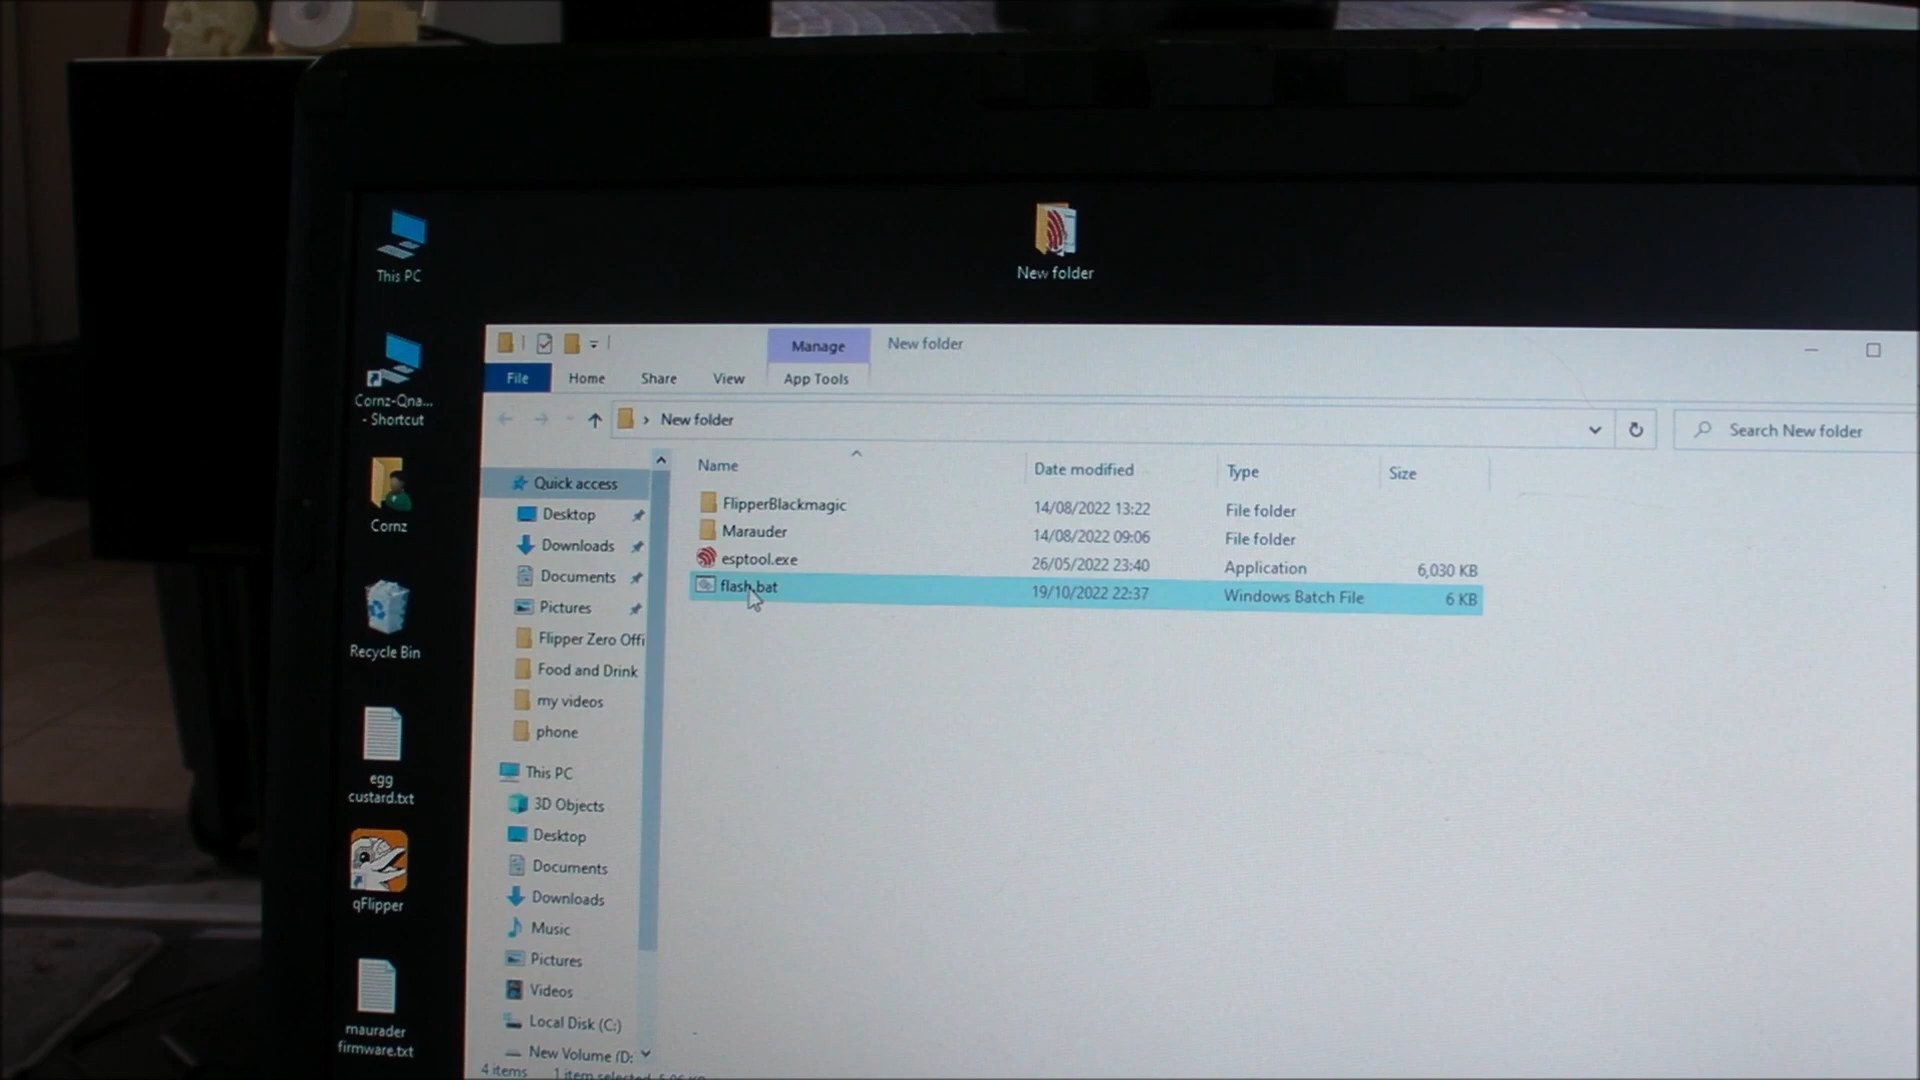 This PC
New folder
Cornz-Qna...
- Shortcut
Cornz
Recycle Bin
egg
custard.txt
qFlipper
maurader
firmware.txt
Manage
New folder
File
Home
Share
View
App Tools
New folder
Search New folder
Name
Date modified
Type
Size
FlipperBlackmagic
14/08/2022 13:22
File folder
Marauder
14/08/2022 09:06
File folder
esptool.exe
26/05/2022 23:40
Application
6,030 KB
flash.bat
19/10/2022 22:37
Windows Batch File
6 KB
Quick access
Desktop
Downloads
Documents
Pictures
Flipper Zero Offi
Food and Drink
my videos
phone
This PC
3D Objects
Desktop
Documents
Downloads
Music
Pictures
Videos
Local Disk (C:)
New Volume (D:
4 items
1 item selected